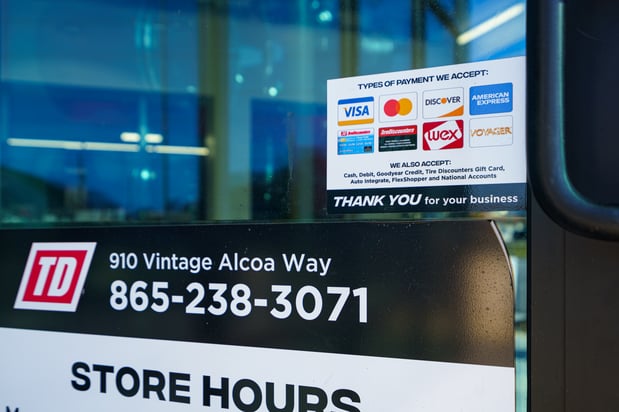 TYPES OF PAYMENT WE ACCEPT:
VISA
DISCOVER
AMERICAN
EXPRESS
TireDiscounters
TireDiscounters
wex
VOYAGER
WE ALSO ACCEPT:
Cash, Debit, Goodyear Credit, Tire Discounters Gift Card,
Auto Integrate, FlexShopper and National Accounts
THANK YOU for your business
TD
910 Vintage Alcoa Way
865-238-3071
STORE HOURS